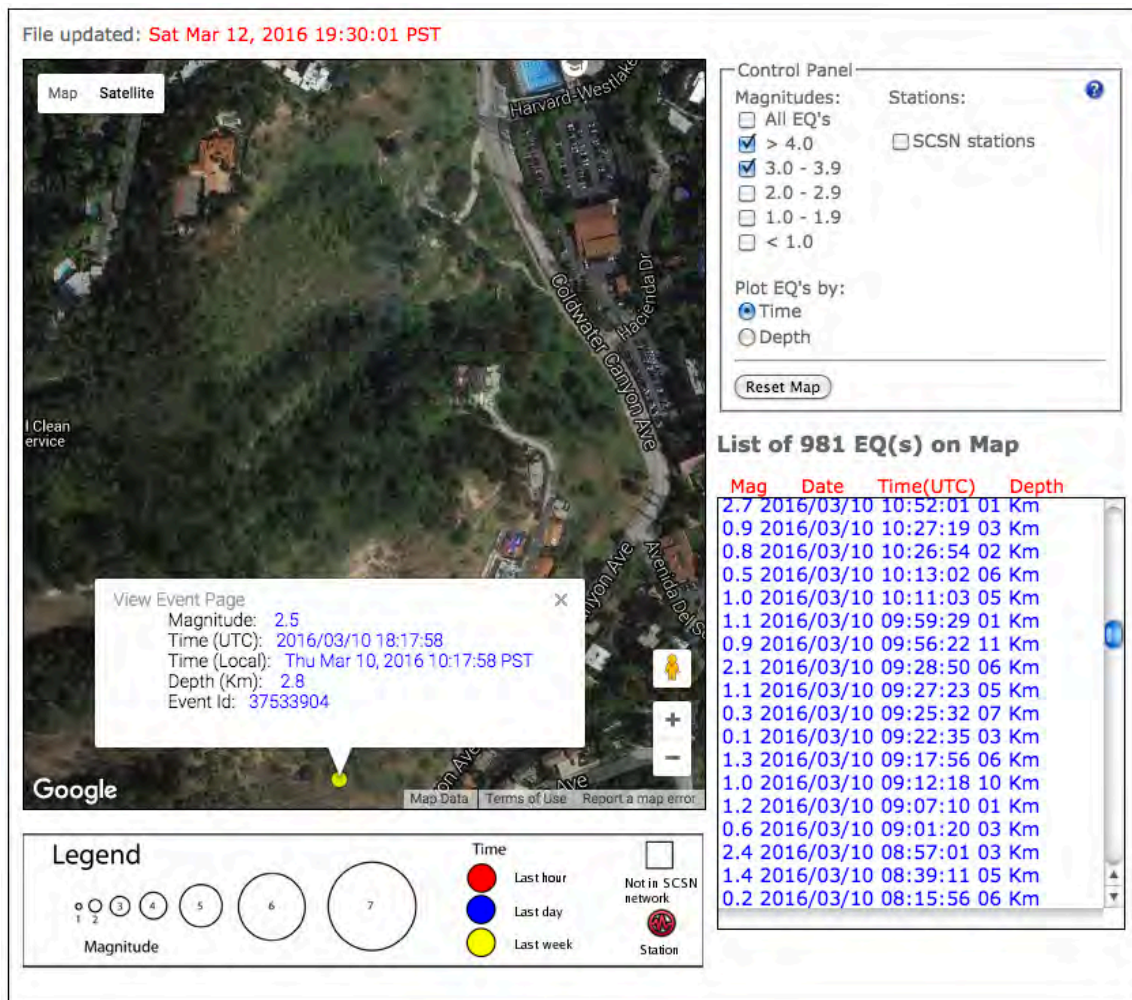 File updated: Sat Mar 12, 2016 19:30:01 PST
Map Satellite
Harvard-Westlake
Coldwater Canyon Ave
Hacienda Dr
l Clean
ervice
nyon Ave
Avenida Del So
View Event Page
Magnitude: 2.5
Time (UTC): 2016/03/10 18:17:58
Time (Local): Thu Mar 10, 2016 10:17:58 PST
Depth (Km): 2.8
Event Id: 37533904
yon Ave
Ave
Google
Map Data Terms of Use Report a map error
Control Panel
Magnitudes:
All EQ's
> 4.0
3.0 - 3.9
2.0 - 2.9
1.0 - 1.9
< 1.0
Stations:
SCSN stations
?
Plot EQ's by:
Time
Depth
Reset Map
List of 981 EQ(s) on Map
Mag Date Time(UTC) Depth
2.7 2016/03/10 10:52:01 01 Km
0.9 2016/03/10 10:27:19 03 Km
0.8 2016/03/10 10:26:54 02 Km
0.5 2016/03/10 10:13:02 06 Km
1.0 2016/03/10 10:11:03 05 Km
1.1 2016/03/10 09:59:29 01 Km
0.9 2016/03/10 09:56:22 11 Km
2.1 2016/03/10 09:28:50 06 Km
1.1 2016/03/10 09:27:23 05 Km
0.3 2016/03/10 09:25:32 07 Km
0.1 2016/03/10 09:22:35 03 Km
1.3 2016/03/10 09:17:56 06 Km
1.0 2016/03/10 09:12:18 10 Km
1.2 2016/03/10 09:07:10 01 Km
0.6 2016/03/10 09:01:20 03 Km
2.4 2016/03/10 08:57:01 03 Km
1.4 2016/03/10 08:39:11 05 Km
0.2 2016/03/10 08:15:56 06 Km
Legend
1 2 3 4 5 6 7
Magnitude
Time
Last hour
Last day
Last week
Not in SCSN
network
Station